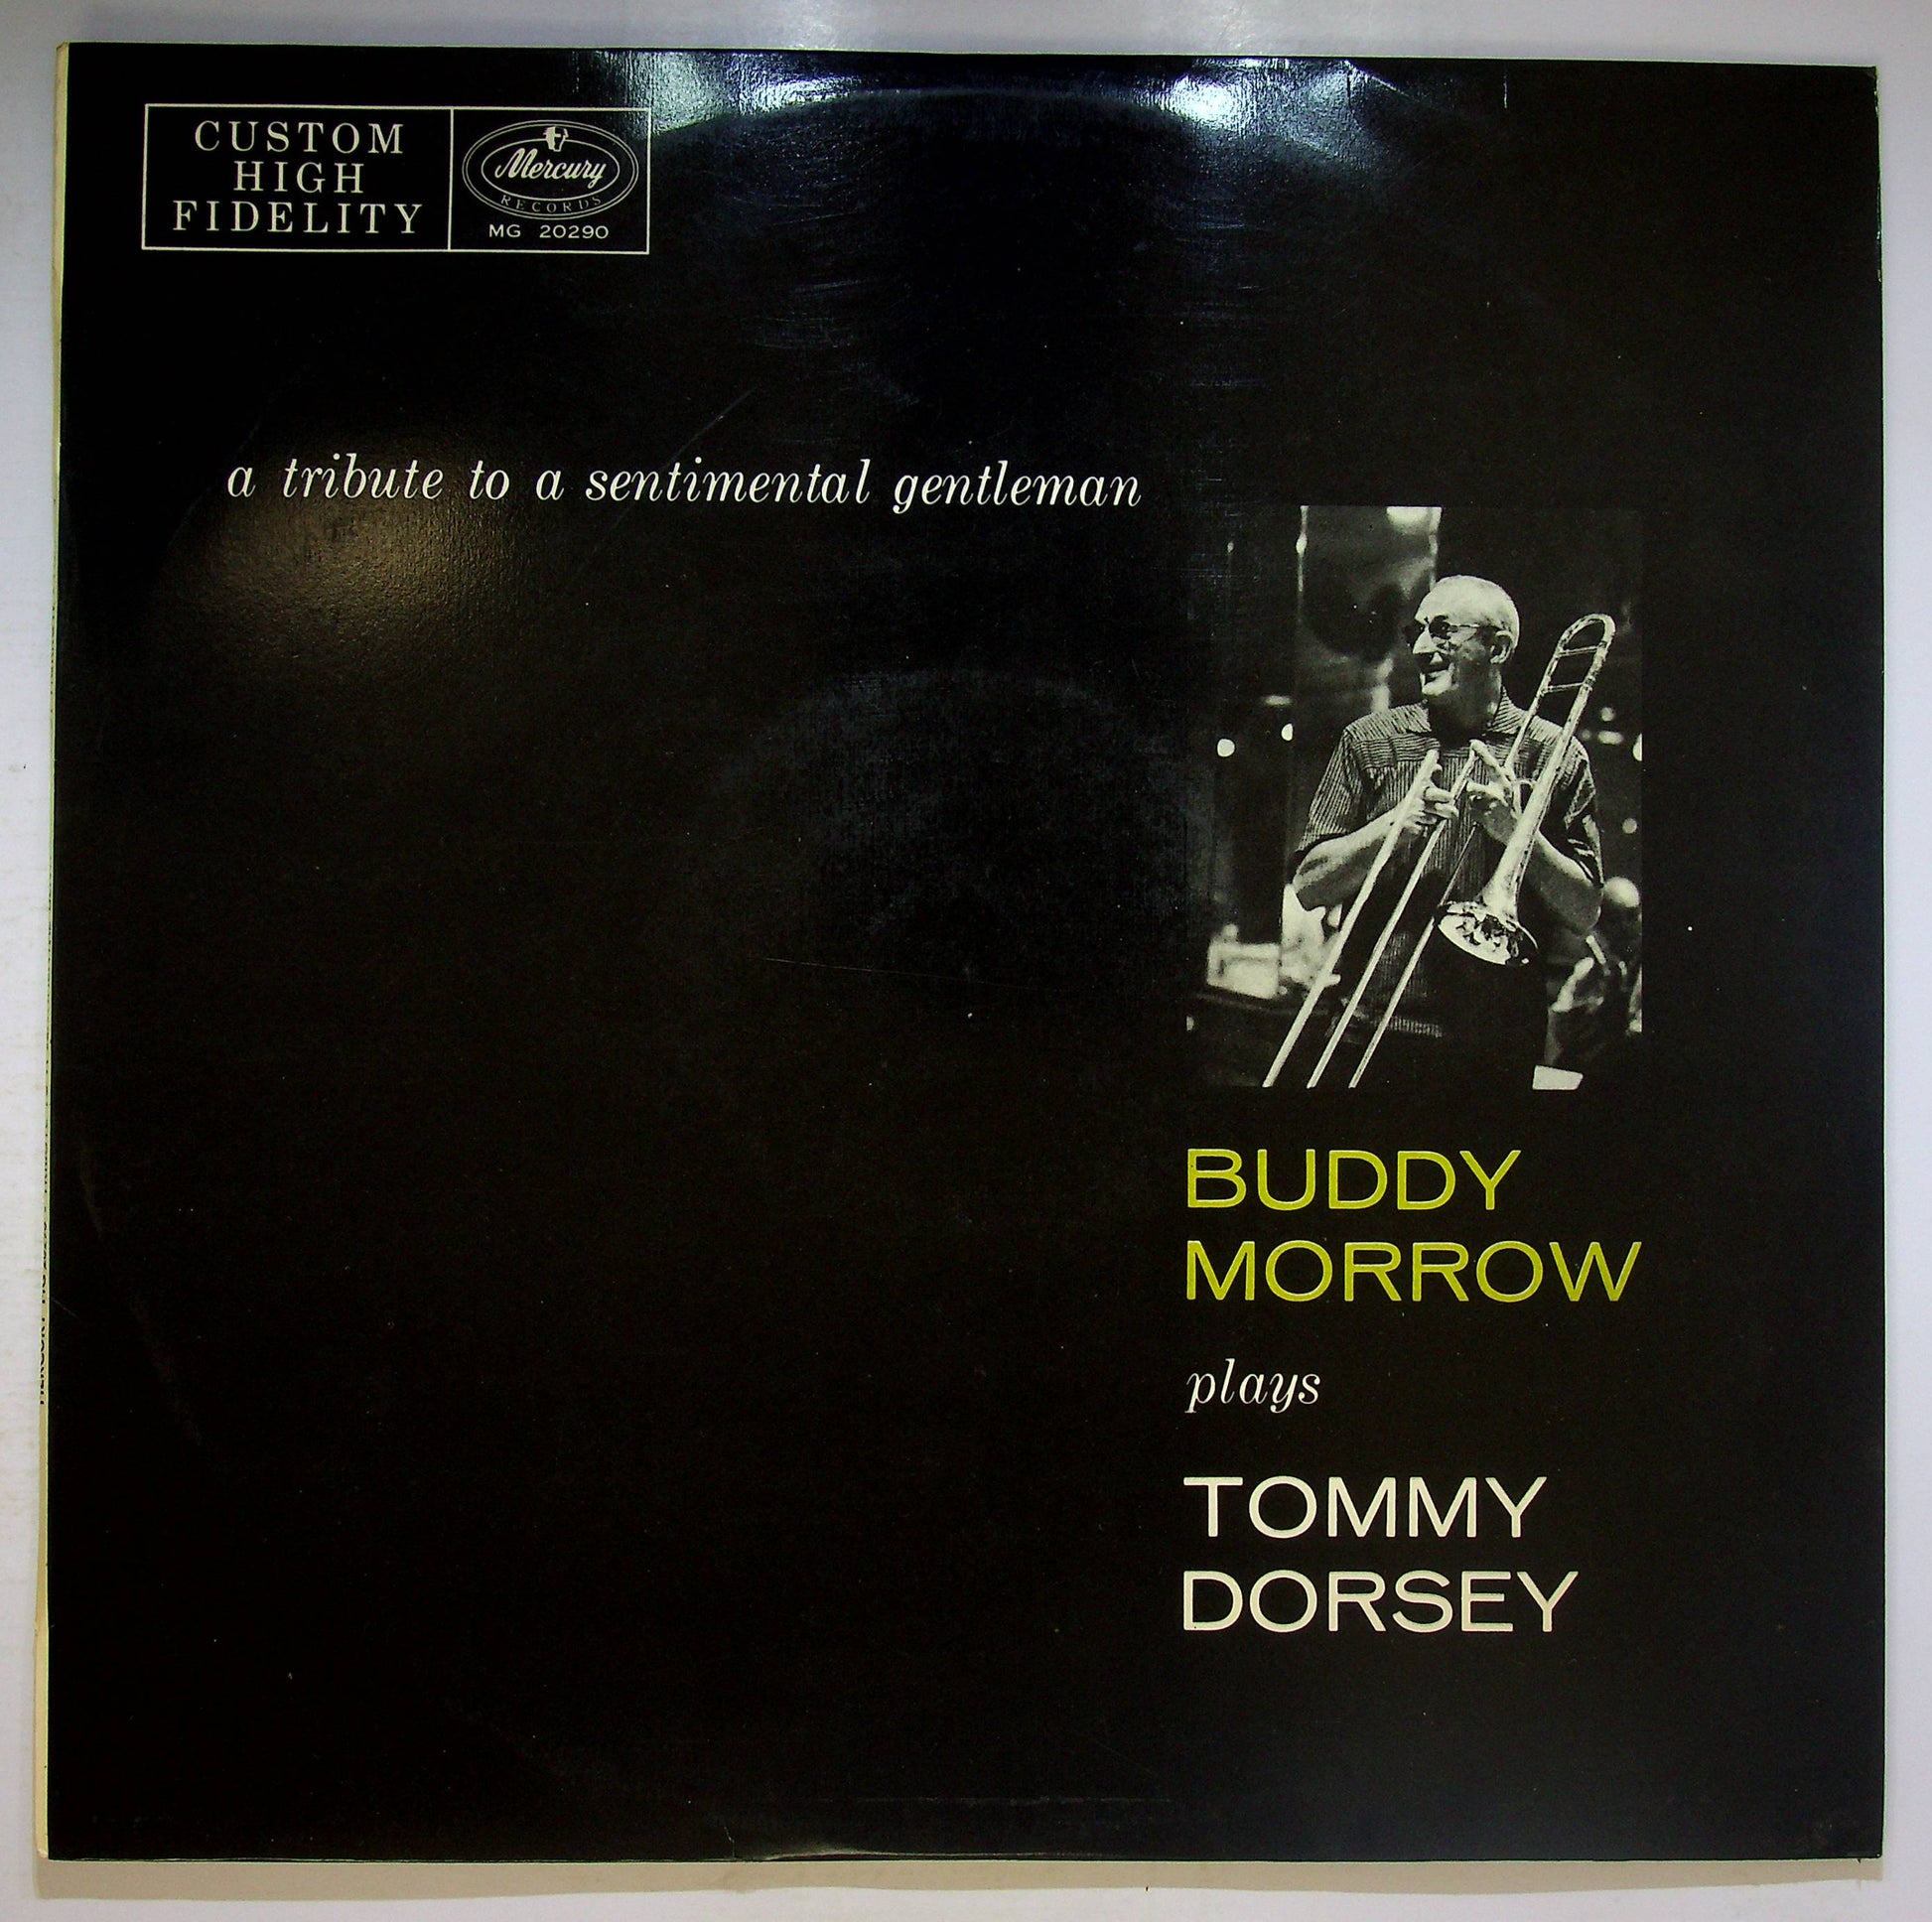 CUSTOM
HIGH
FIDELITY
Mercury
RECORDS
MG 20290
a tribute to a sentimental gentleman
BUDDY
MORROW
plays
TOMMY
DORSEY